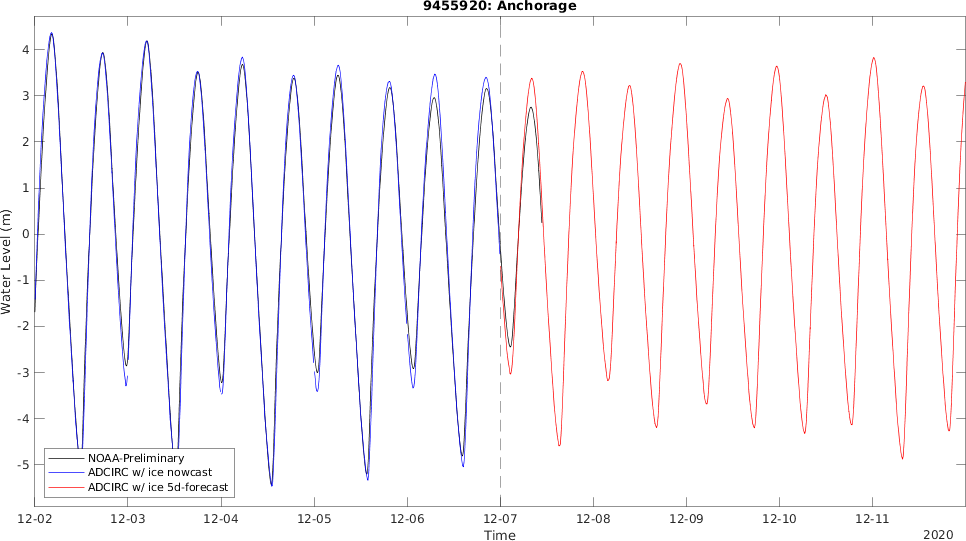 9455920: Anchorage
Water Level (m)
4
3
2
1
0
-1
-2
-3
-4
-5
NOAA-Preliminary
ADCIRC w/ ice nowcast
ADCIRC w/ ice 5d-forecast
12-02 12-03 12-04 12-05 12-06 12-07 12-08 12-09 12-10 12-11
Time
2020